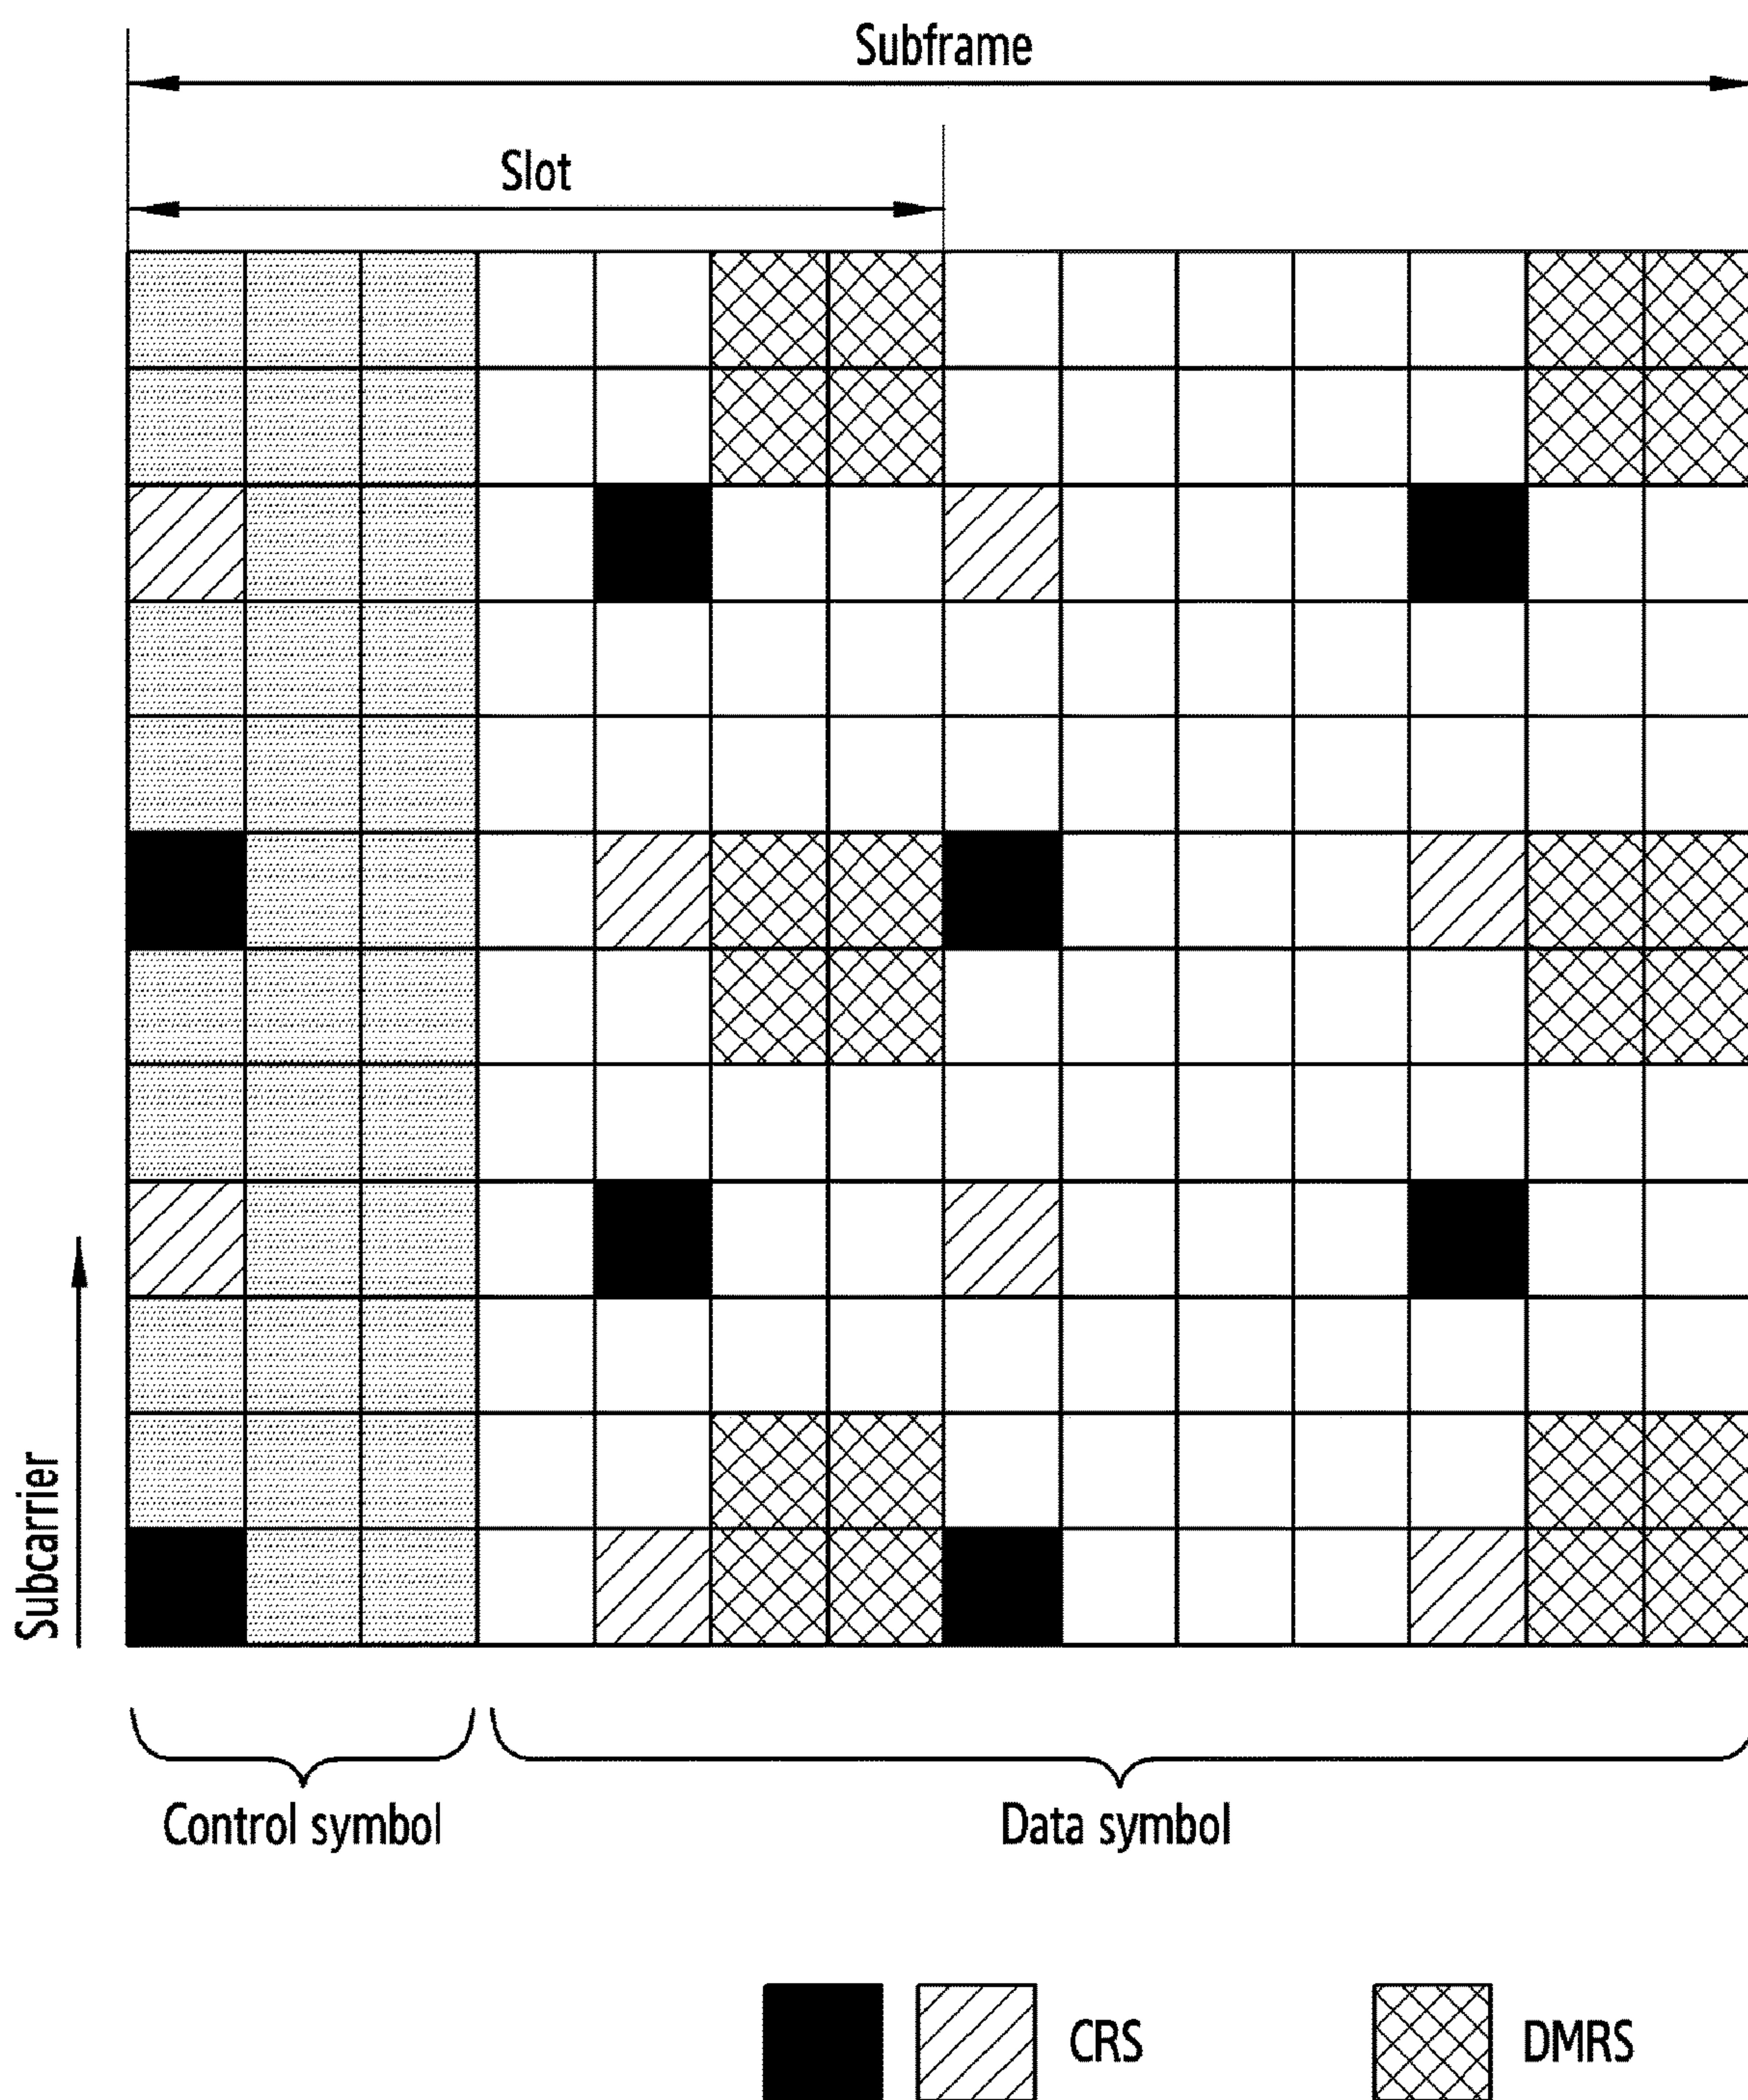 Subframe
Slot
Subcarrier
Control symbol
Data symbol
CRS
DMRS